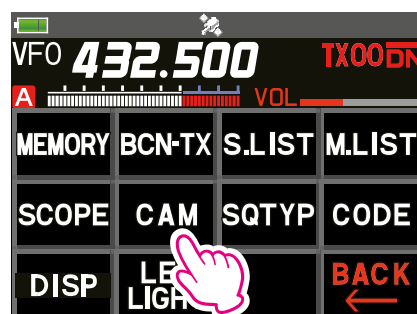 VFO 432.500 TX00DN
A VOL
MEMORY BCN-TX S.LIST M.LIST
SCOPE CAM SQTYP CODE
DISP BACK